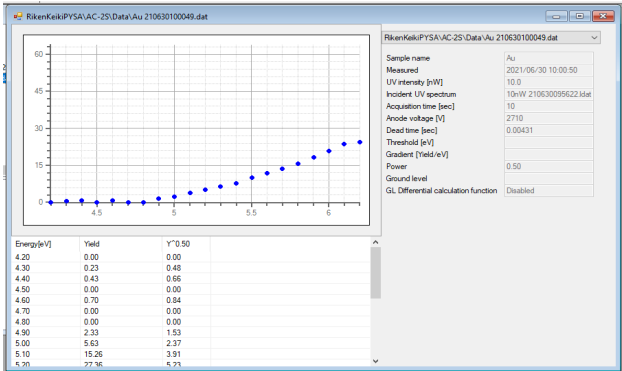 RikenKeikiPYSA\AC-2S\Data\Au 210630100049.dat
RikenKeikiPYSA\AC-2S\Data\Au 210630100049.dat
60
45
30
15
0
4.5 5 5.5 6
Sample name Au
Measured 2021/06/30 10:00:50
UV intensity [nW] 10.0
Incident UV spectrum 10nW 210630095622.ldat
Acquisition time [sec] 10
Anode voltage [V] 2710
Dead time [sec] 0.00431
Threshold [eV]
Gradient [Yield/eV]
Power 0.50
Ground level
GL Differential calculation function Disabled
Energy[eV] Yield Y^0.50
4.20 0.00 0.00
4.30 0.23 0.48
4.40 0.43 0.66
4.50 0.00 0.00
4.60 0.70 0.84
4.70 0.00 0.00
4.80 0.00 0.00
4.90 2.33 1.53
5.00 5.63 2.37
5.10 15.26 3.91
5.20 27.36 5.23